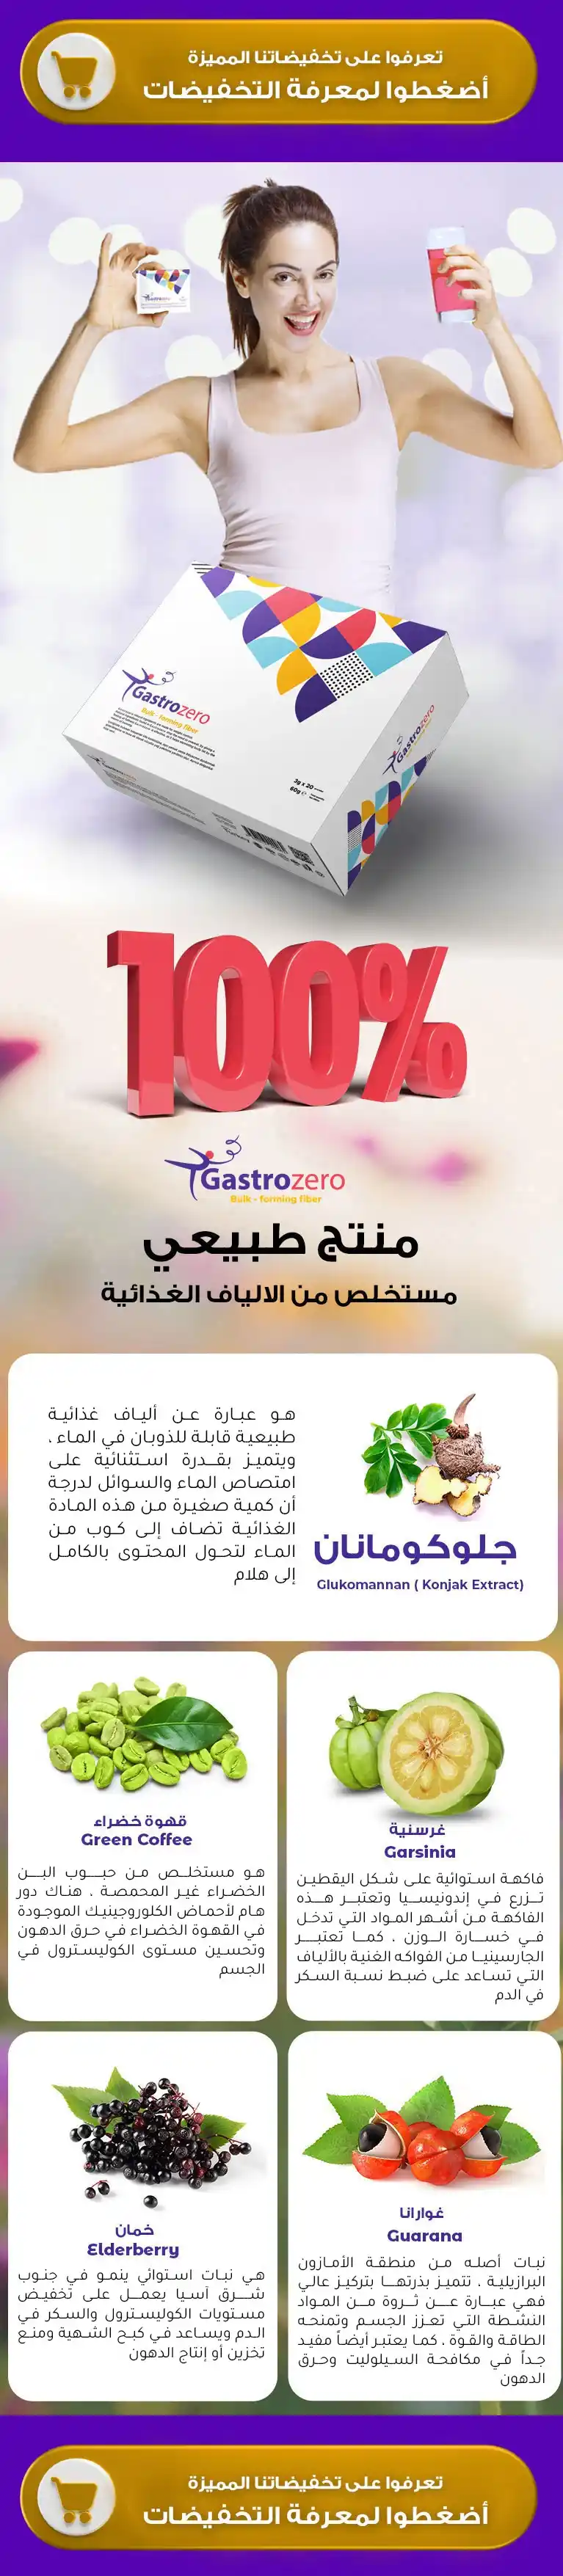 تعرفوا على تخفيضاتنا المميزة
أضغطوا لمعرفة التخفيضات
Gastrozero
Gastrozero
Bulk - forming fiber
3g x 20
60g
Gastrozero
100%
Gastrozero
Bulk - forming fiber
منتج طبيعي
مستخلص من الالياف الغذائية
هو عبارة عن ألياف غذائية
طبيعية قابلة للذوبان في الماء ،
ويتميز بقدرة استثنائية على
امتصاص الماء والسوائل لدرجة
أن كمية صغيرة من هذه المادة
الغذائية تضاف إلى كوب من
الماء لتحول المحتوى بالكامل
إلى هلام
جلوكومانان
Glukomannan ( Konjak Extract)
غرسنية
Garsinia
فاكهة استوائية على شكل اليقطين
تزرع في إندونيسيا وتعتبر هذه
الفاكهة من أشهر المواد التي تدخل
في خسارة الوزن ، كما تعتبر
الجارسينيا من الفواكه الغنية بالألياف
التي تساعد على ضبط نسبة السكر
في الدم
قهوة خضراء
Green Coffee
هو مستخلص من حبوب البن
الخضراء غير المحمصة ، هناك دور
هام لأحماض الكلوروجينيك الموجودة
في القهوة الخضراء في حرق الدهون
وتحسين مستوى الكوليسترول في
الجسم
غوارانا
Guarana
نبات أصله من منطقة الأمازون
البرازيلية ، تتميز بذرتها بتركيز عالي
فهي عبارة عن ثروة من المواد
النشطة التي تعزز الجسم وتمنحه
الطاقة والقوة ، كما يعتبر أيضاً مفيد
جداً في مكافحة السيلوليت وحرق
الدهون
خمان
Elderberry
هي نبات استوائي ينمو في جنوب
شرق آسيا يعمل على تخفيض
مستويات الكوليسترول والسكر في
الدم ويساعد في كبح الشهية ومنع
تخزين أو إنتاج الدهون
تعرفوا على تخفيضاتنا المميزة
أضغطوا لمعرفة التخفيضات